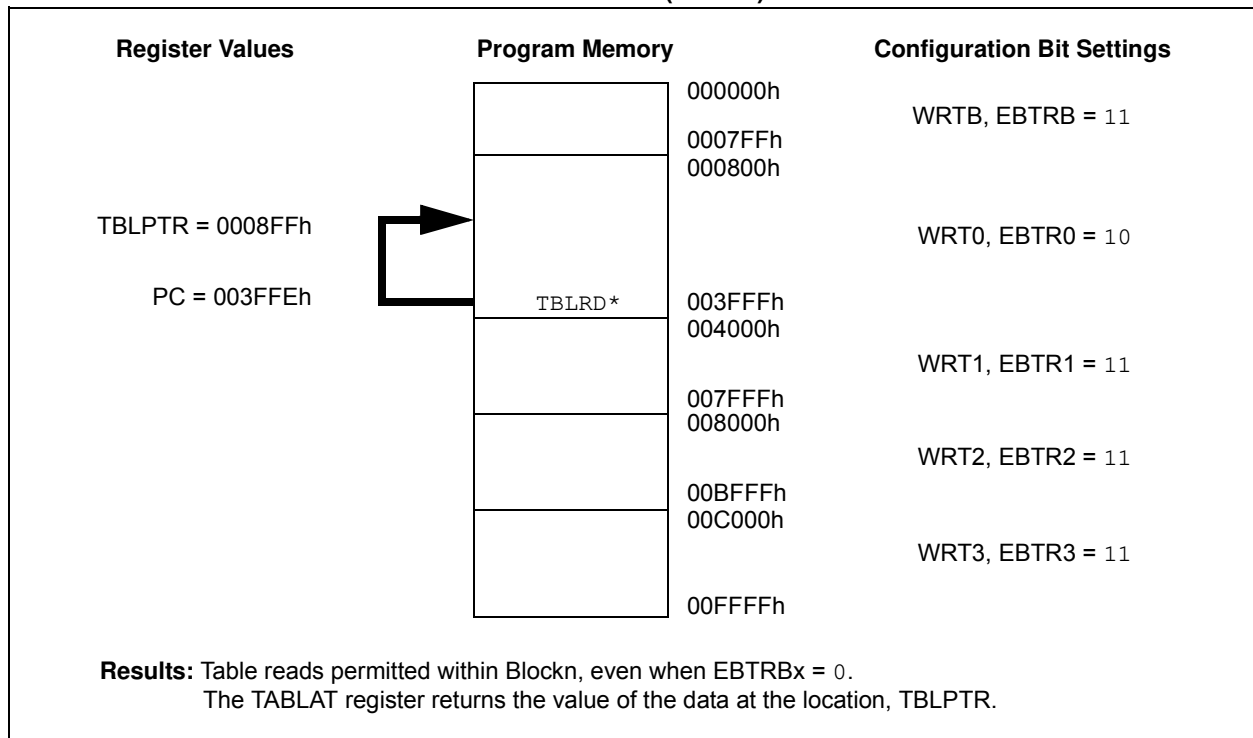 Register Values Program Memory Configuration Bit Settings
000000h
WRTB, EBTRB = 11
0007FFh
000800h
TBLPTR = 0008FFh
WRT0, EBTR0 = 10
PC = 003FFEh
TBLRD*
003FFFh
004000h
WRT1, EBTR1 = 11
007FFFh
008000h
WRT2, EBTR2 = 11
00BFFFh
00C000h
WRT3, EBTR3 = 11
00FFFFh
Results: Table reads permitted within Blockn, even when EBTRBx = 0.
The TABLAT register returns the value of the data at the location, TBLPTR.